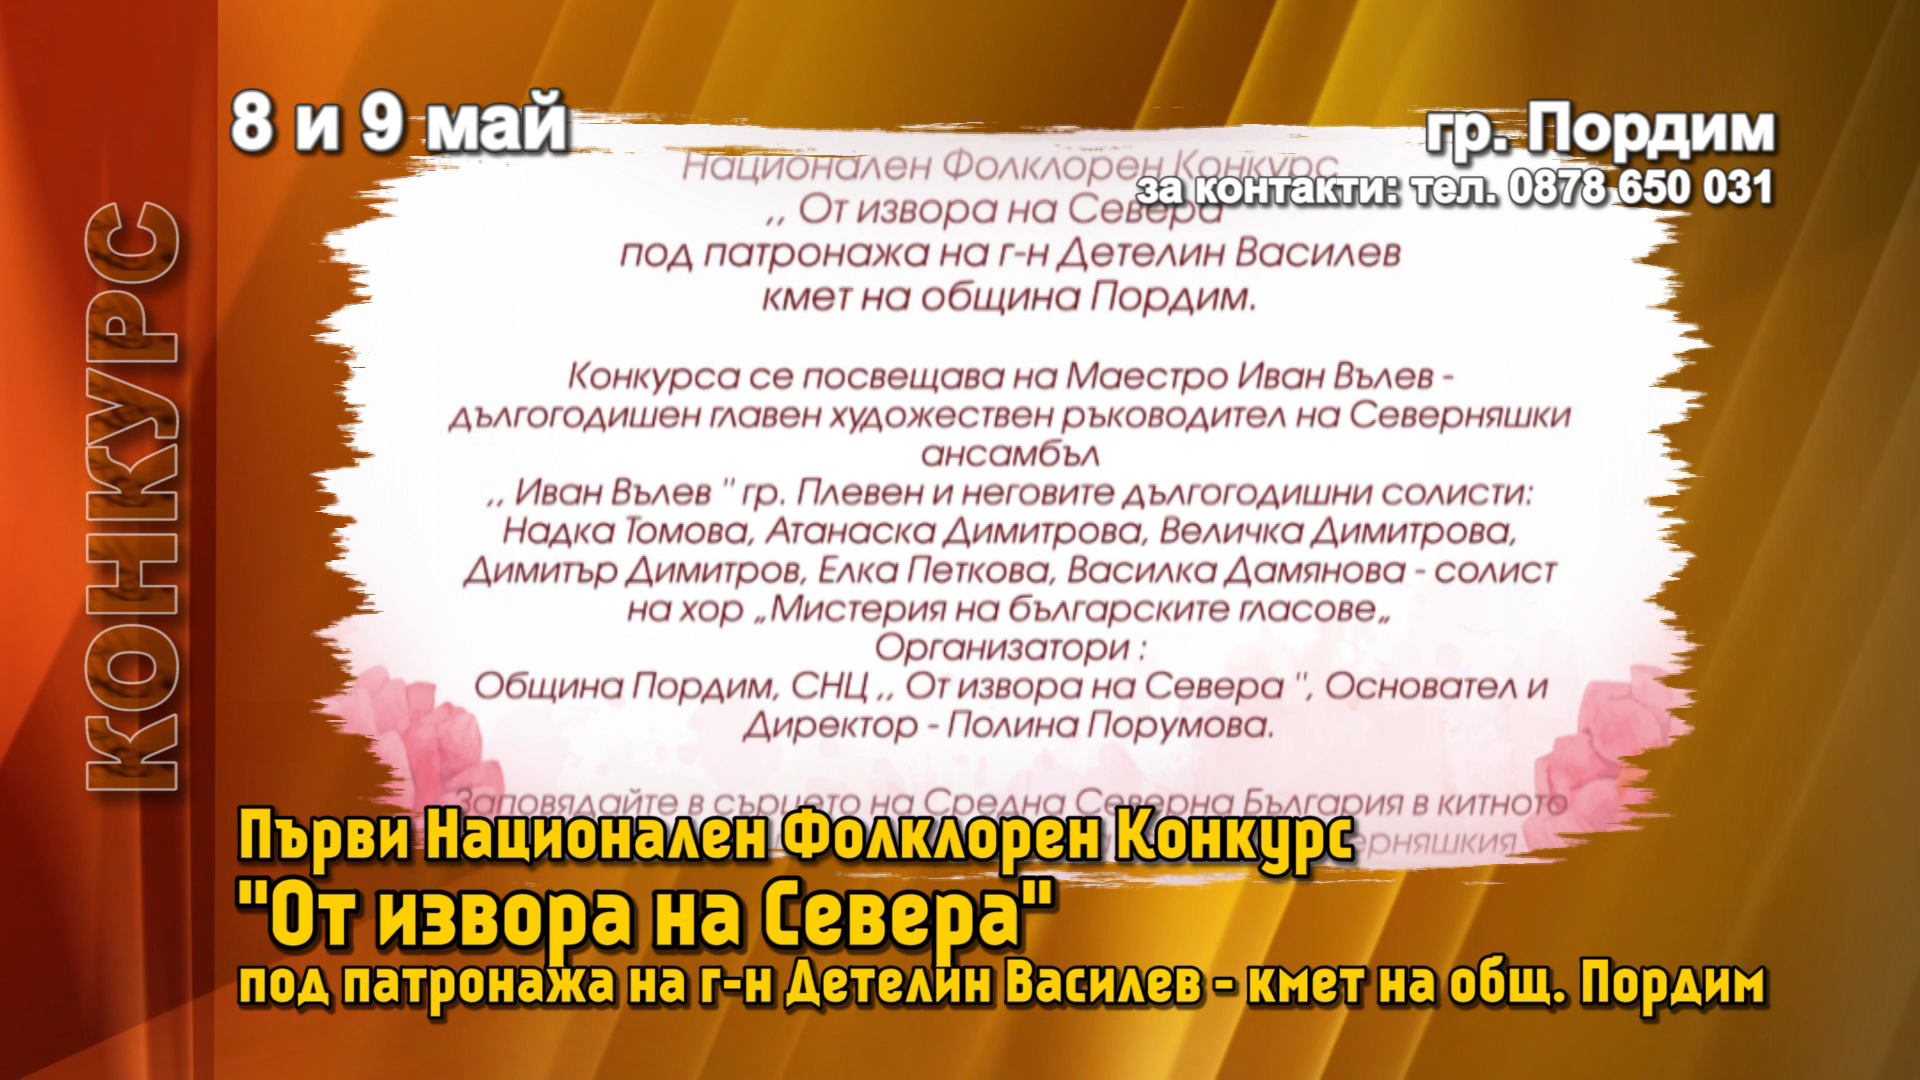 КОНКУРС
8 и 9 май
гр. Пордим
за контакти: тел. 0878 650 031
Национален Фолклорен Конкурс
,, От извора на Севера
под патронажа на г-н Детелин Василев
кмет на община Пордим.
Конкурса се посвещава на Маестро Иван Вълев -
дългогодишен главен художествен ръководител на Северняшки
ансамбъл
,, Иван Вълев " гр. Плевен и неговите дългогодишни солисти:
Надка Томова, Атанаска Димитрова, Величка Димитрова,
Димитър Димитров, Елка Петкова, Василка Дамянова - солист
на хор „Мистерия на българските гласове„
Организатори :
Община Пордим, СНЦ ,, От извора на Севера ", Основател и
Директор - Полина Порумова.
Заповядайте в сърцето на Средна Северна България в китното
ерняшкия
Първи Национален Фолклорен Конкурс
"От извора на Севера"
под патронажа на г-н Детелин Василев - кмет на общ. Пордим